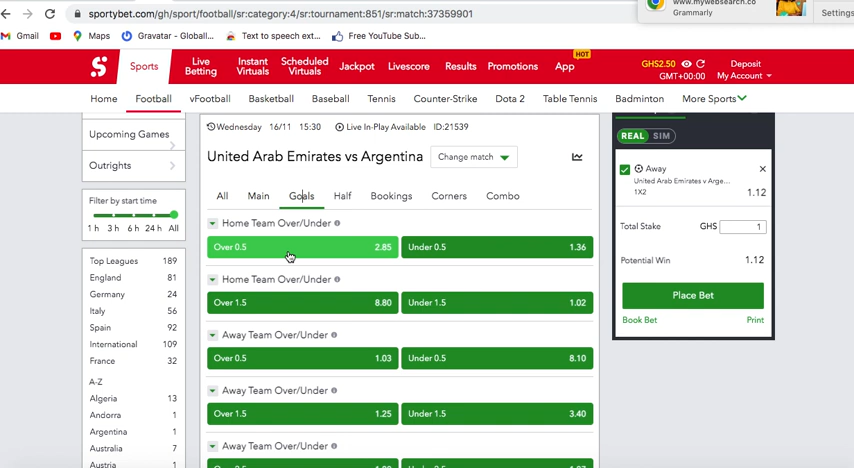 www.mywebsearch.co
Grammarly
Settings
sportybet.com/gh/sport/football/sr:category:4/sr:tournament:851/sr:match:37359901
Gmail
Maps
Gravatar - Globall...
Text to speech ext...
Free YouTube Sub...
HOT
Sports
Live Betting
Instant Virtuals
Scheduled Virtuals
Jackpot
Livescore
Results
Promotions
App
GHS2.50
GMT+00:00
Deposit
My Account
Home
Football
vFootball
Basketball
Baseball
Tennis
Counter-Strike
Dota 2
Table Tennis
Badminton
More Sports
Upcoming Games
Outrights
Filter by start time
1 h 3 h 6 h 24 h All
Top Leagues 189
England 81
Germany 24
Italy 56
Spain 92
International 109
France 32
A-Z
Algeria 13
Andorra 1
Argentina 1
Australia 7
Austria 1
Wednesday 16/11 15:30 Live In-Play Available ID:21539
United Arab Emirates vs Argentina
Change match
All Main Goals Half Bookings Corners Combo
Home Team Over/Under
Over 0.5 2.85 Under 0.5 1.36
Home Team Over/Under
Over 1.5 8.80 Under 1.5 1.02
Away Team Over/Under
Over 0.5 1.03 Under 0.5 8.10
Away Team Over/Under
Over 1.5 1.25 Under 1.5 3.40
Away Team Over/Under
REAL SIM
Away
United Arab Emirates v Arge...
1X2 1.12
Total Stake GHS 1
Potential Win 1.12
Place Bet
Book Bet Print